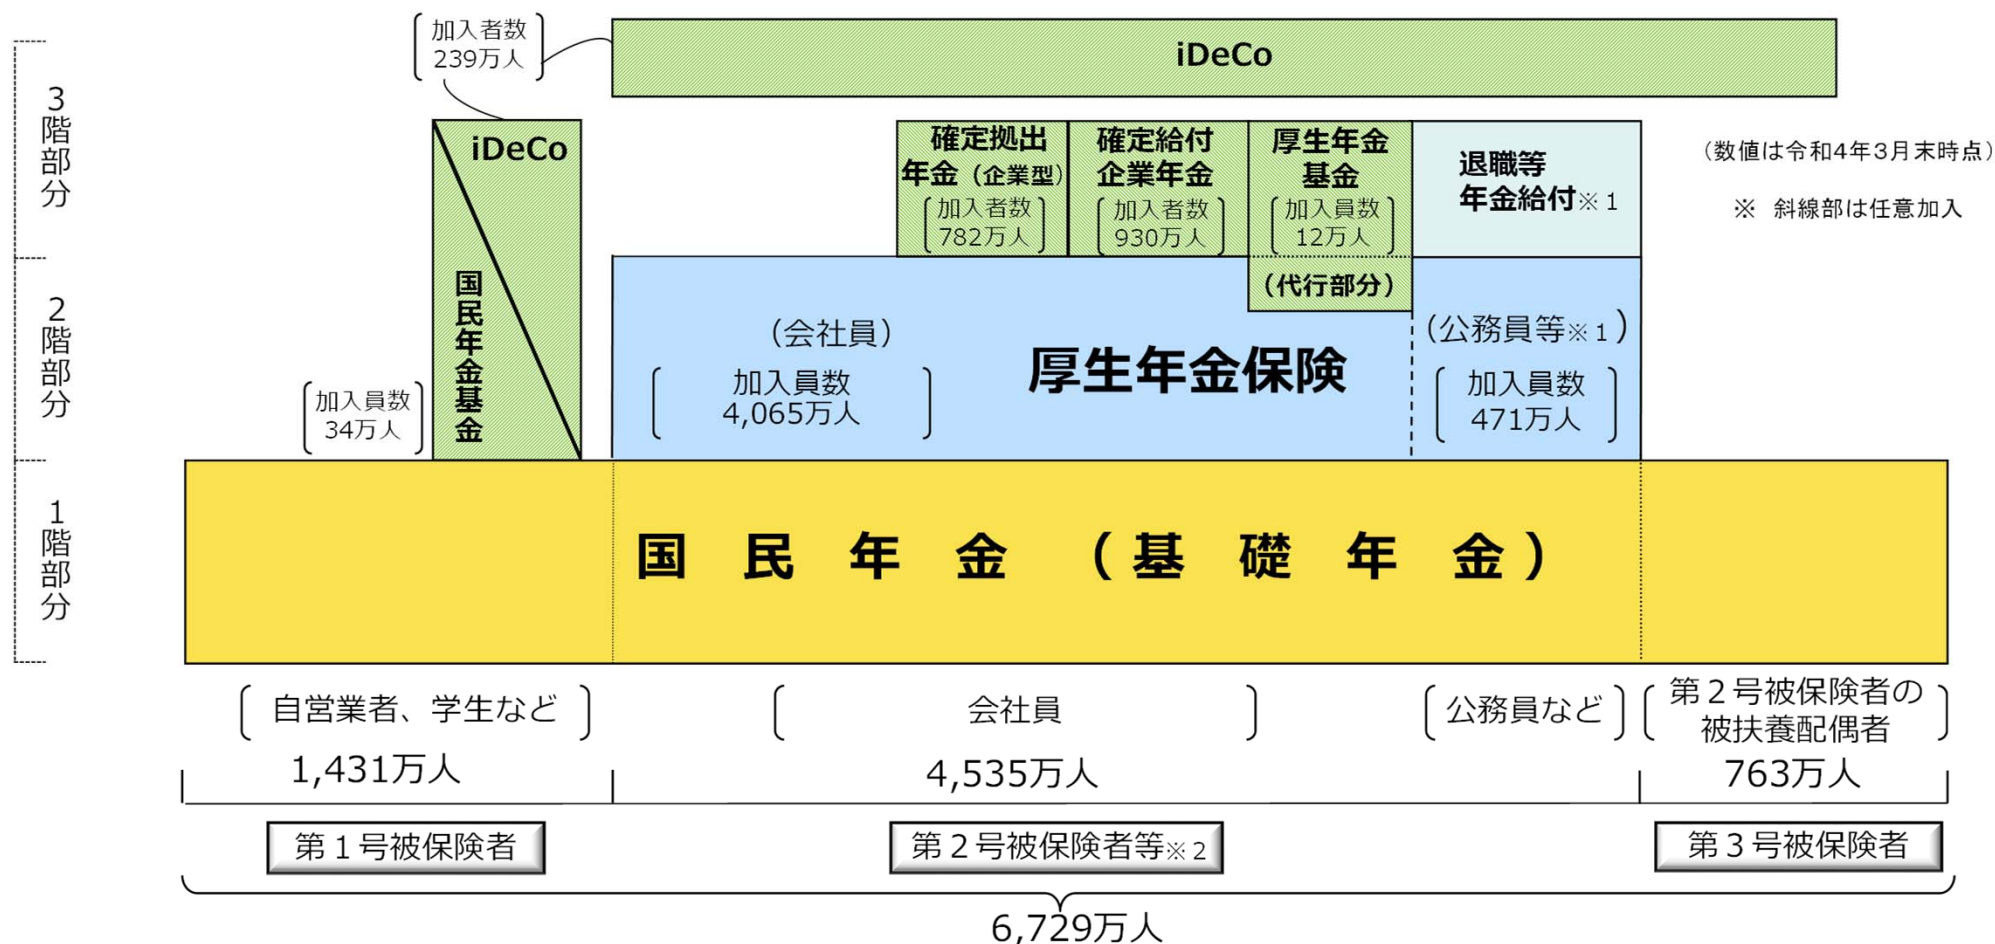 加入者数
239万人
iDeCo
3階部分
iDeCo
国民年金基金
加入員数
34万人
確定拠出
年金（企業型）
加入者数
782万人
確定給付
企業年金
加入者数
930万人
厚生年金
基金
加入員数
12万人
（代行部分）
退職等
年金給付※１
（数値は令和４年３月末時点）
※　斜線部は任意加入
2階部分
（会社員）
加入員数
4,065万人
厚生年金保険
（公務員等※１）
加入員数
471万人
1階部分
国民年金（基礎年金）
自営業者、学生など
会社員
公務員など
第２号被保険者の
被扶養配偶者
1,431万人
4,535万人
763万人
第１号被保険者
第２号被保険者等※２
第３号被保険者
6,729万人